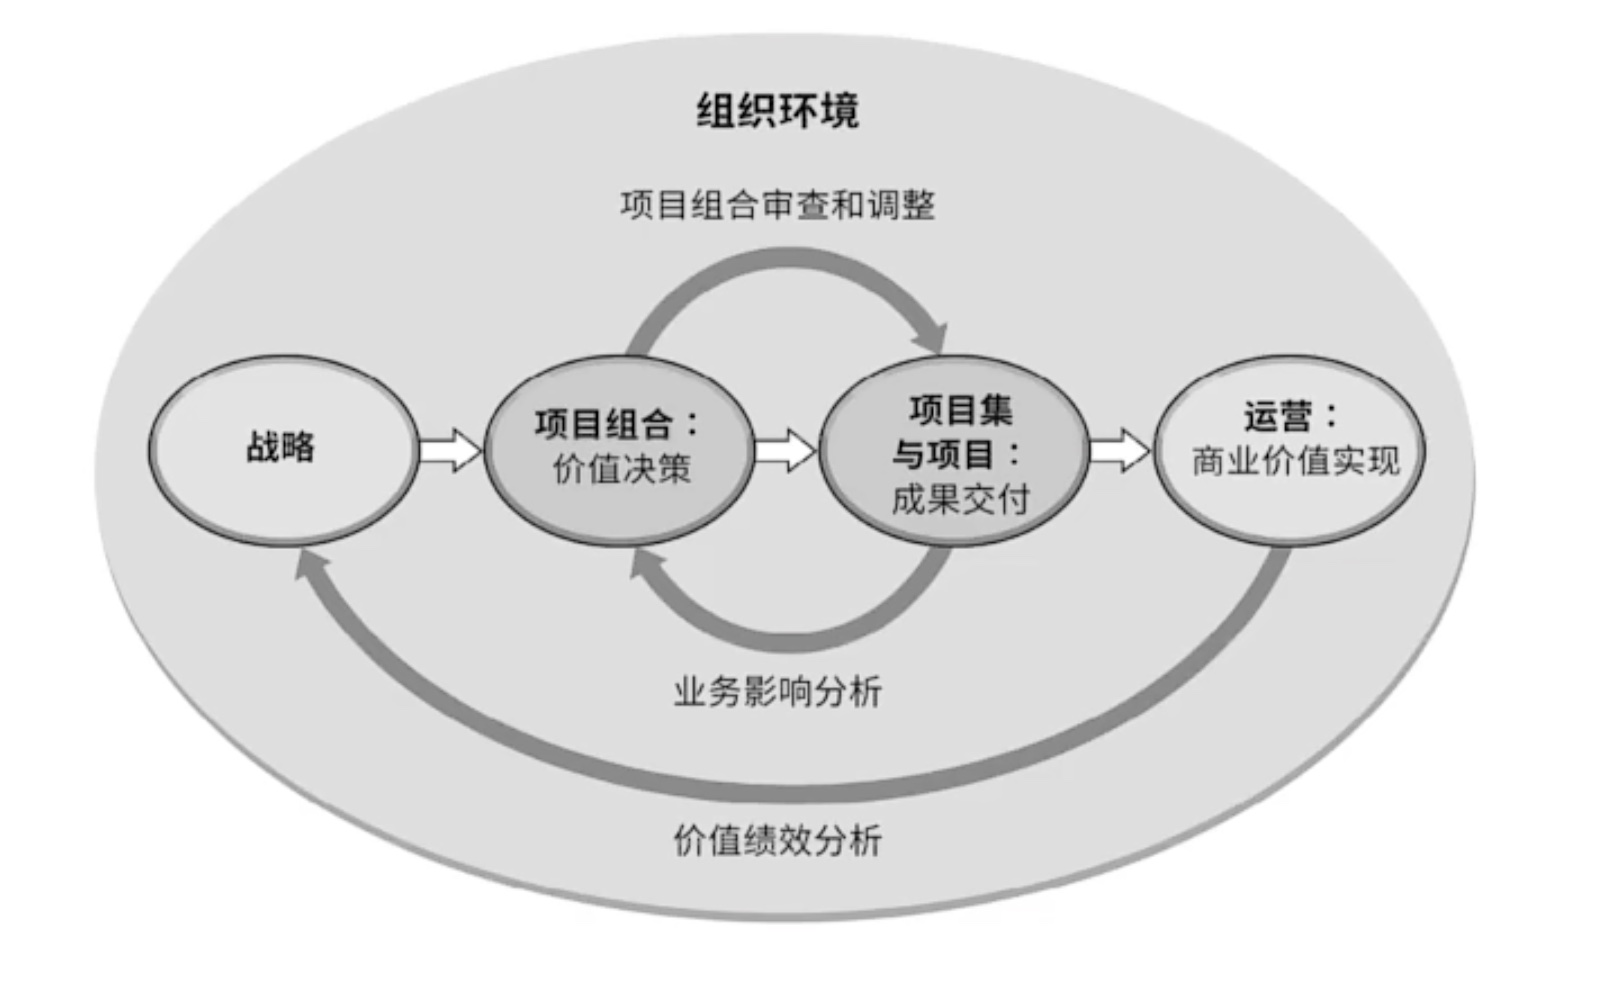 组织环境
项目组合审查和调整
战略
项目组合：
价值决策
项目集
与项目：
成果交付
运营：
商业价值实现
业务影响分析
价值绩效分析